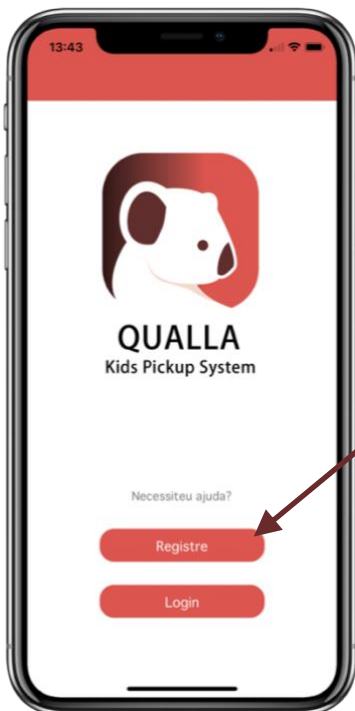 13:43
QUALLA
Kids Pickup System
Necessiteu ajuda?
Registre
Login